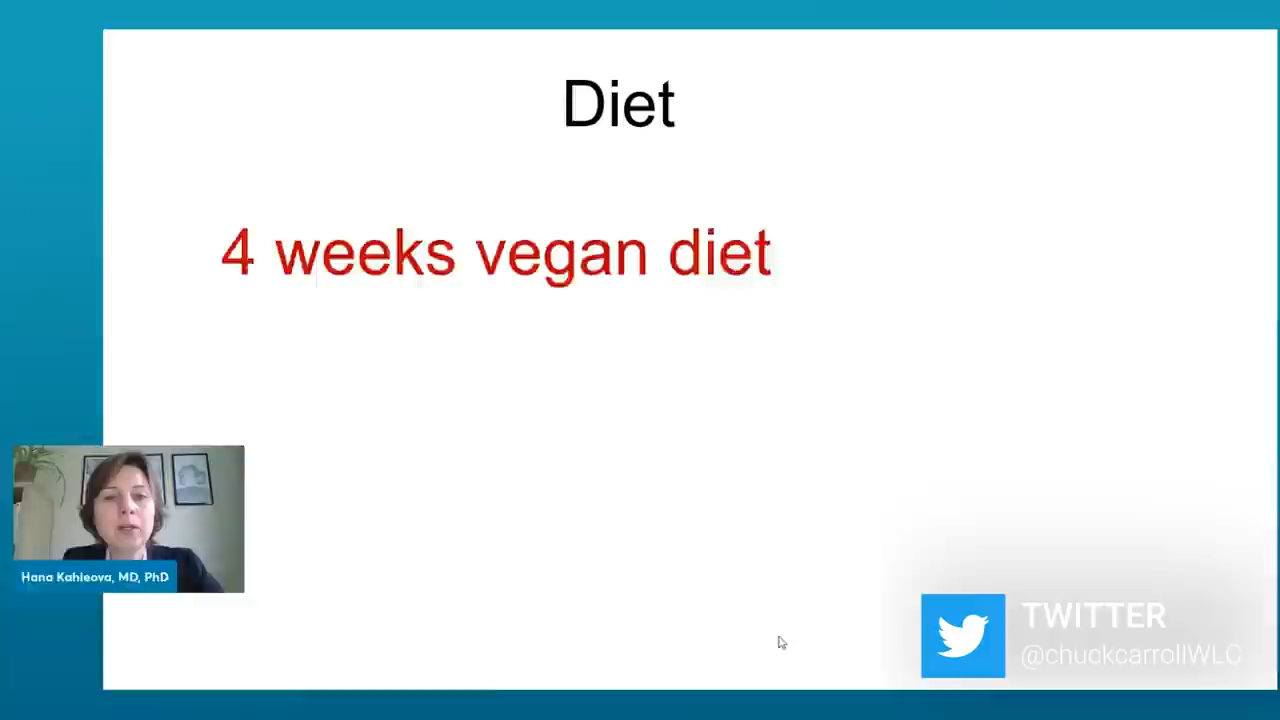 Diet
4 weeks vegan diet
Hana Kahleova, MD, PhD
TWITTER
@chuckcarrollWLC